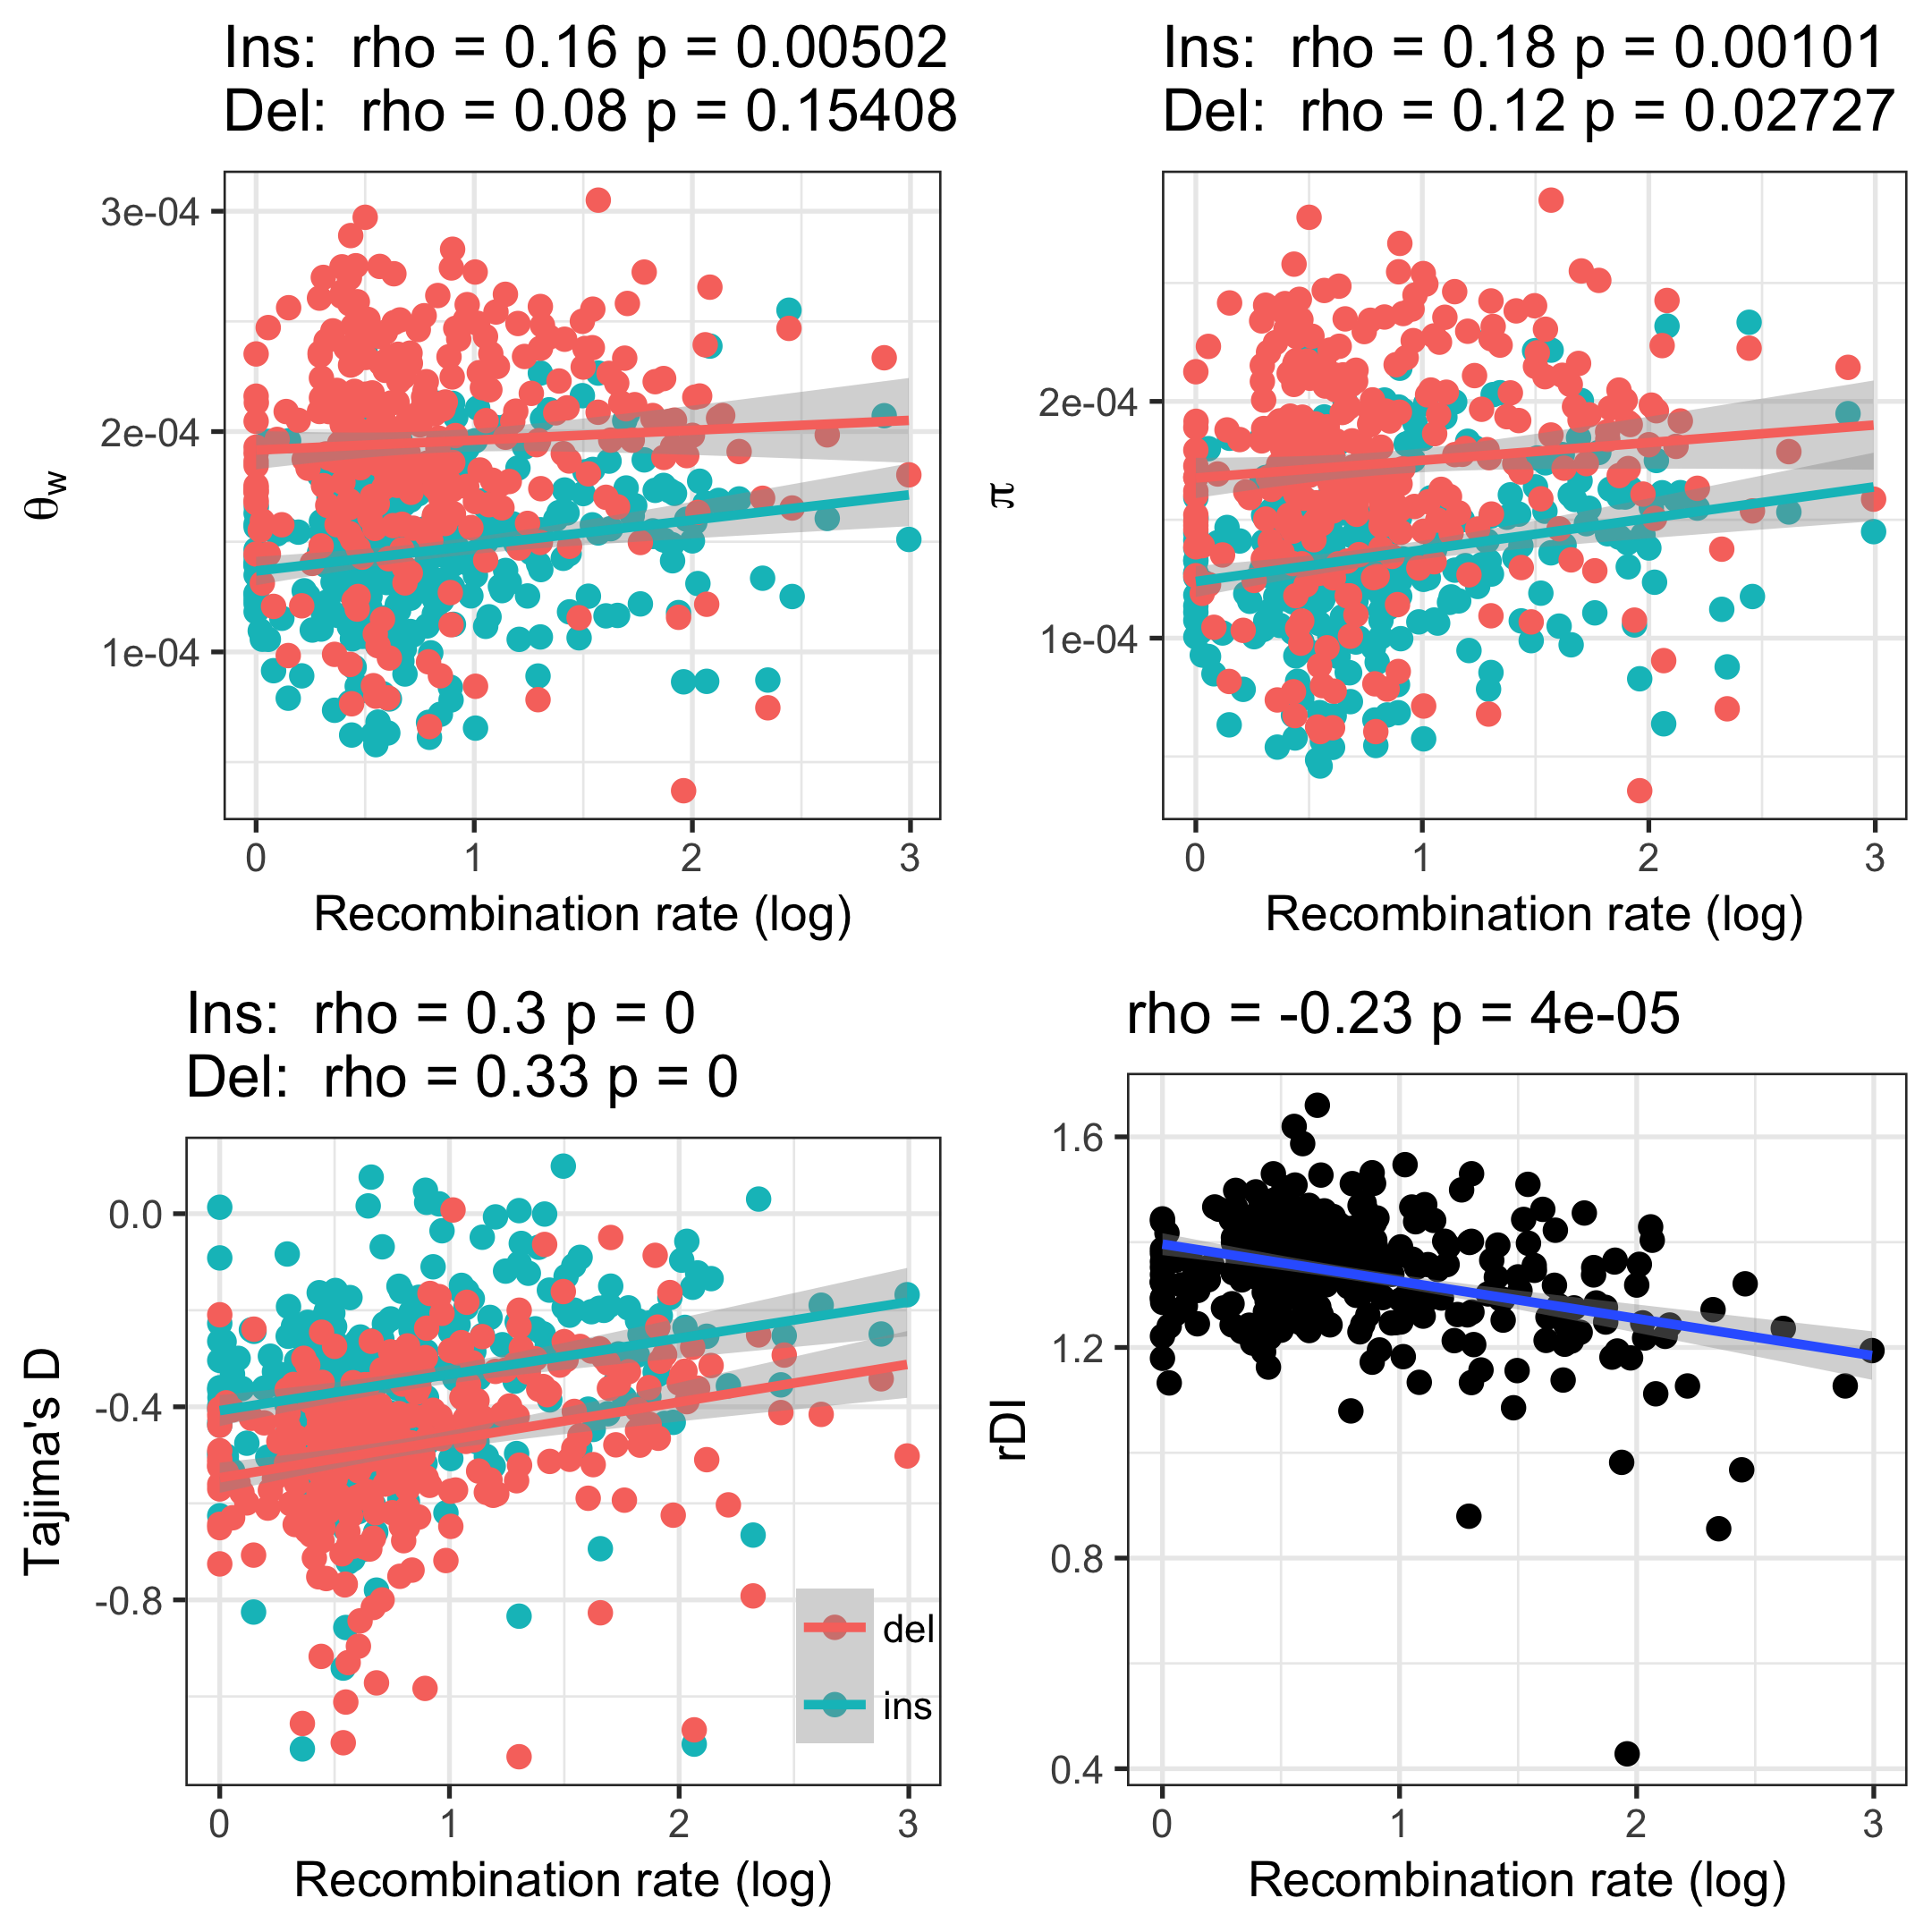 Ins:  rho = 0.16 p = 0.00502
Del:  rho = 0.08 p = 0.15408
3e-04
2e-04
1e-04
θw
0 1 2 3
Recombination rate (log)
Ins:  rho = 0.18 p = 0.00101
Del:  rho = 0.12 p = 0.02727
2e-04
1e-04
π
0 1 2 3
Recombination rate (log)
Ins:  rho = 0.3 p = 0
Del:  rho = 0.33 p = 0
0.0
-0.4
-0.8
Tajima's D
del
ins
0 1 2 3
Recombination rate (log)
rho = -0.23 p = 4e-05
1.6
1.2
0.8
0.4
rDI
0 1 2 3
Recombination rate (log)